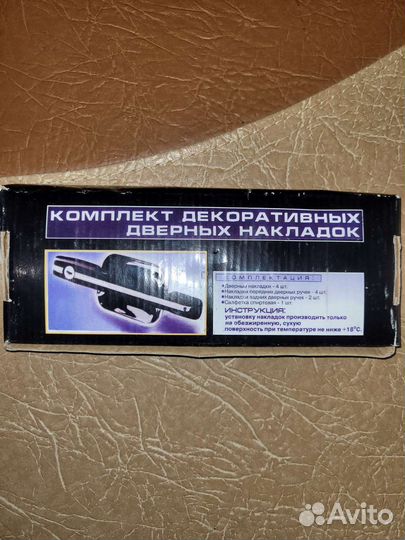 КОМПЛЕКТ ДЕКОРАТИВНЫХ
ДВЕРНЫХ НАКЛАДОК
КОМПЛЕКТАЦИЯ
•Дверные накладки - 4 шт.
•Накладки передних дверных ручек - 4 шт.
•Накладки задних дверных ручек - 2 шт.
•Салфетка спиртовая - 1 шт.
ИНСТРУКЦИЯ:
установку накладок производить только
на обезжиренную, сухую
поверхность при температуре не ниже +18°С.
Avito